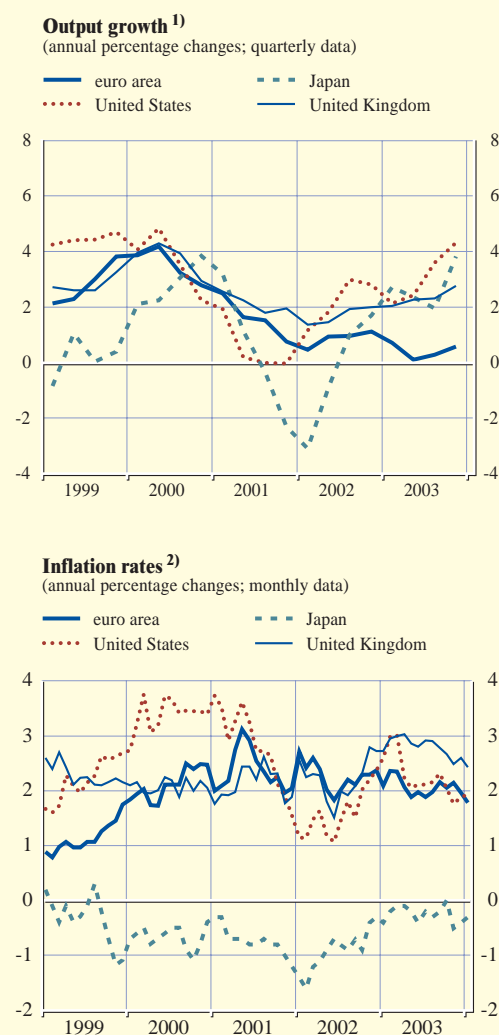 Output growth 1)
(annual percentage changes; quarterly data)
euro area Japan
United States United Kingdom
8 8
6 6
4 4
2 2
0 0
-2 -2
-4 -4
1999 2000 2001 2002 2003
Inflation rates 2)
(annual percentage changes; monthly data)
euro area Japan
United States United Kingdom
4 4
3 3
2 2
1 1
0 0
-1 -1
-2 -2
1999 2000 2001 2002 2003